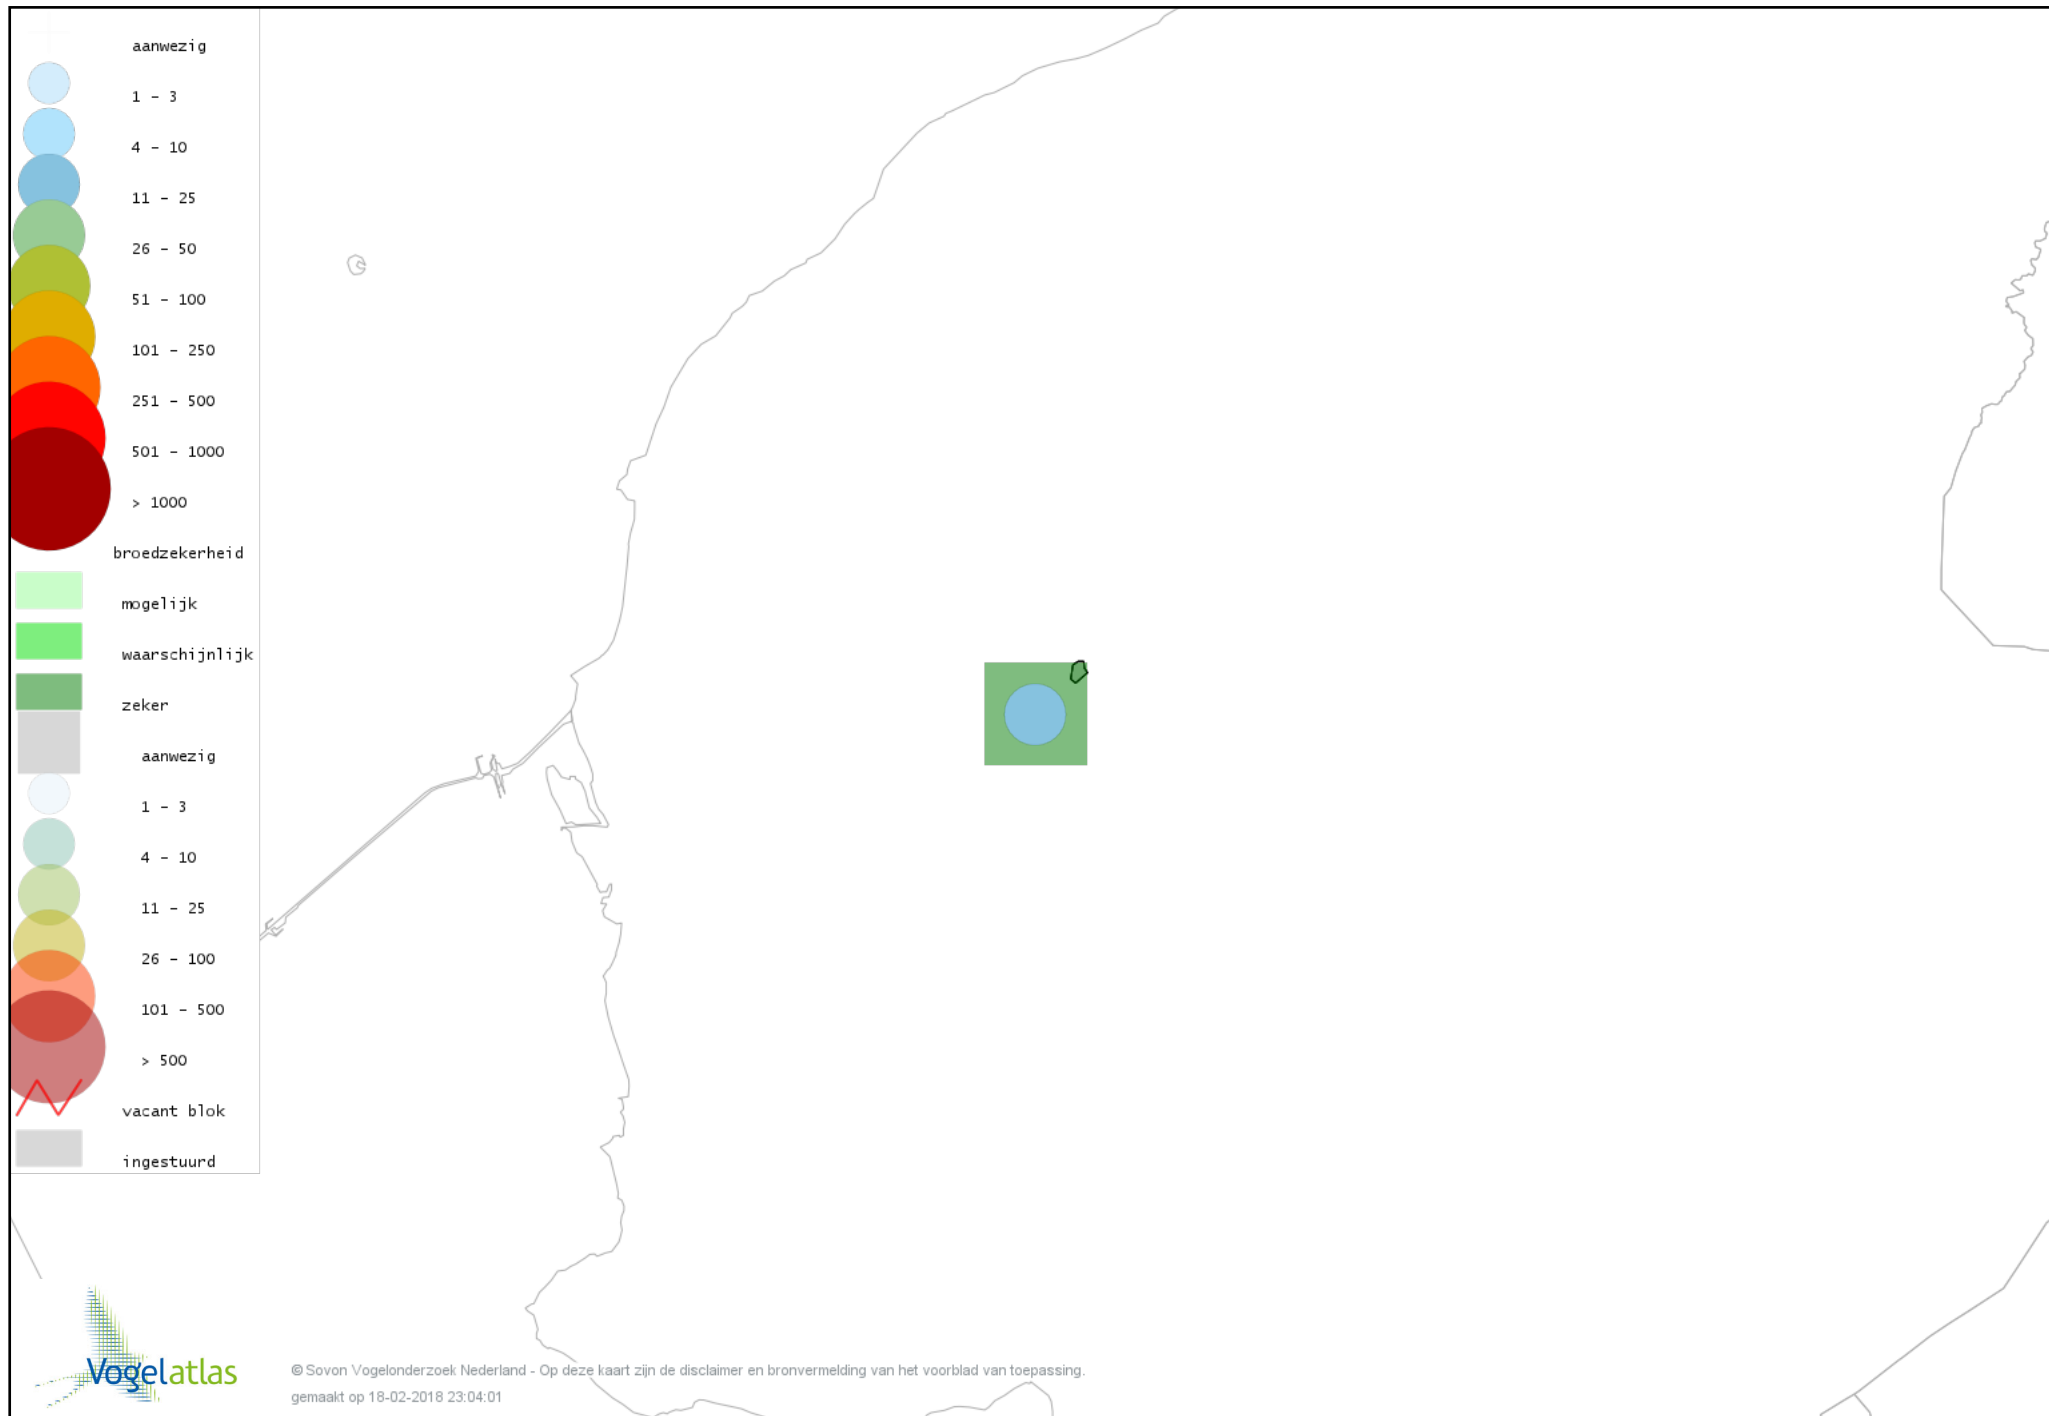 aanwezig
1 - 3
4 - 10
11 - 25
26 - 50
51 - 100
101 - 250
251 - 500
501 - 1000
> 1000
broedzekerheid
mogelijk
waarschijnlijk
zeker
aanwezig
1 - 3
4 - 10
11 - 25
26 - 100
101 - 500
> 500
vacant blok
ingestuurd
Vogelatlas
© Sovon Vogelonderzoek Nederland - Op deze kaart zijn de disclaimer en bronvermelding van het voorblad van toepassing.
gemaakt op 18-02-2018 23:04:01